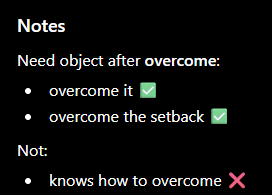 Notes
Need object after overcome:
• overcome it ✅
• overcome the setback ✅
Not:
• knows how to overcome ❌